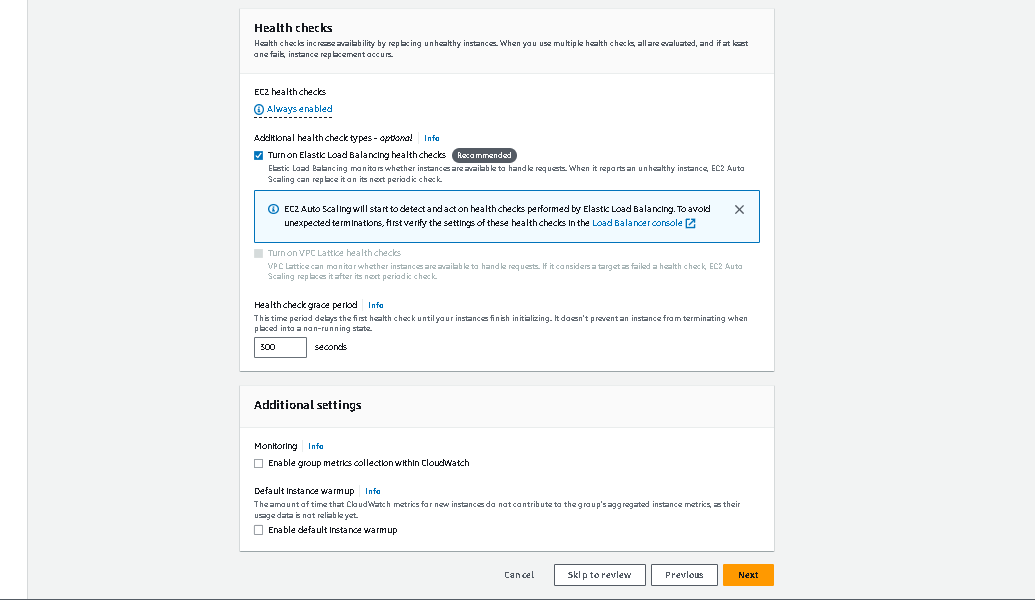 Health checks
Health checks increase availability by replacing unhealthy instances. When you use multiple health checks, all are evaluated, and if at least
one fails, instance replacement occurs.
EC2 health checks
Always enabled
Additional health check types - optional Info
Turn on Elastic Load Balancing health checks Recommended
Elastic Load Balancing monitors whether instances are available to handle requests. When it reports an unhealthy instance, EC2 Auto
Scaling can replace it on its next periodic check.
EC2 Auto Scaling will start to detect and act on health checks performed by Elastic Load Balancing. To avoid
unexpected terminations, first verify the settings of these health checks in the Load Balancer console
Turn on VPC Lattice health checks
VPC Lattice can monitor whether instances are available to handle requests. If it considers a target as failed a health check, EC2 Auto
Scaling replaces it after its next periodic check.
Health check grace period Info
This time period delays the first health check until your instances finish initializing. It doesn't prevent an instance from terminating when
placed into a non-running state.
300 seconds
Additional settings
Monitoring Info
Enable group metrics collection within CloudWatch
Default instance warmup Info
The amount of time that CloudWatch metrics for new instances do not contribute to the group's aggregated instance metrics, as their
usage data is not reliable yet.
Enable default instance warmup
Cancel Skip to review Previous Next